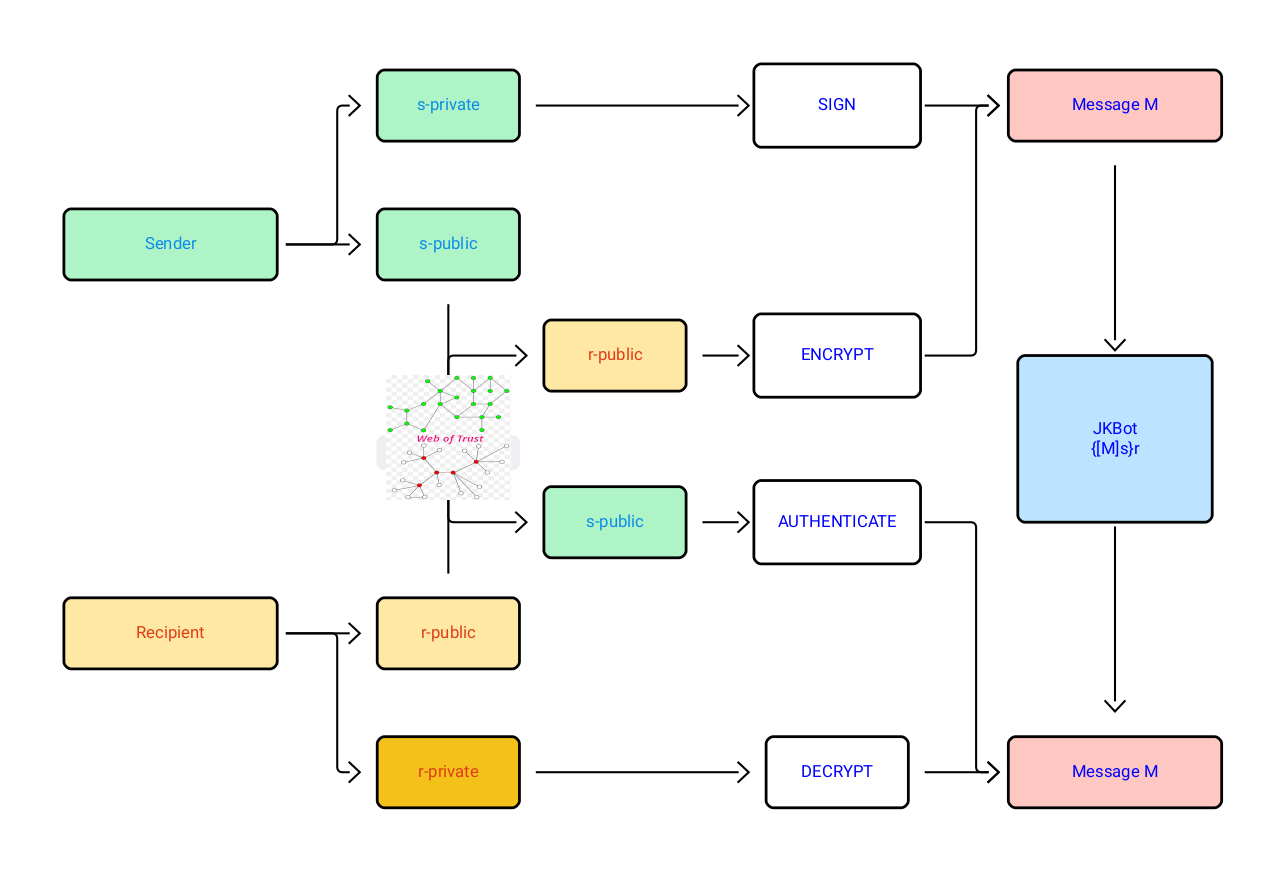 s-private
SIGN
Message M
Sender
s-public
r-public
ENCRYPT
Web of Trust
JKBot
{[M]s}r
s-public
AUTHENTICATE
Recipient
r-public
r-private
DECRYPT
Message M